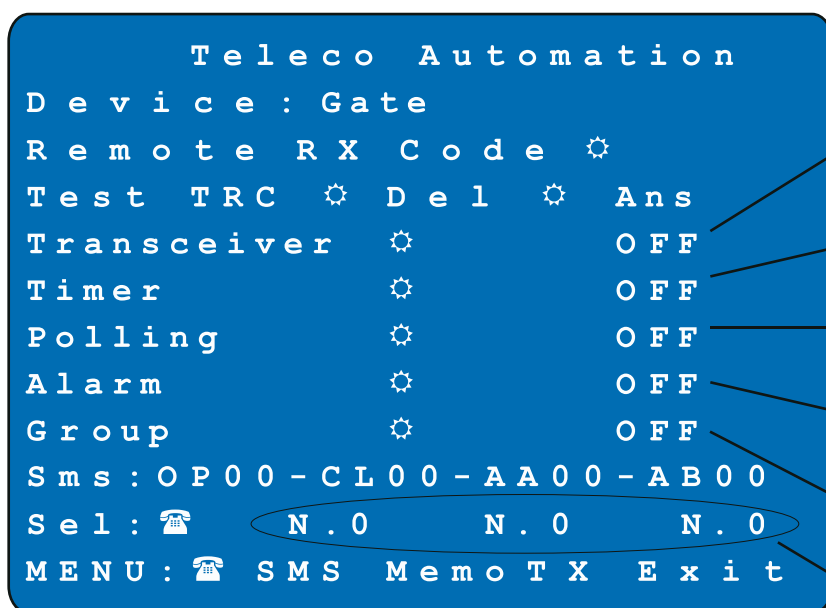 Teleco Automation
Device: Gate
Remote RX Code ☼
Test TRC ☼ Del ☼ Ans
Transceiver ☼ OFF
Timer ☼ OFF
Polling ☼ OFF
Alarm ☼ OFF
Group ☼ OFF
Sms:OP00-CL00-AA00-AB00
Sel:☎ N.0 N.0 N.0
MENU:☎ SMS MemoTX Exit